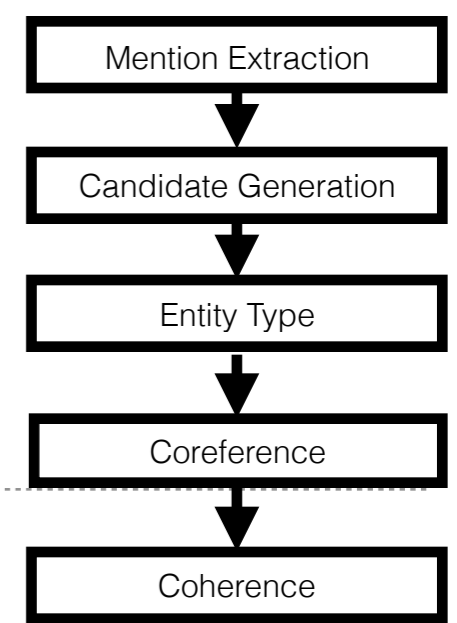 Mention Extraction
Candidate Generation
Entity Type
Coreference
Coherence